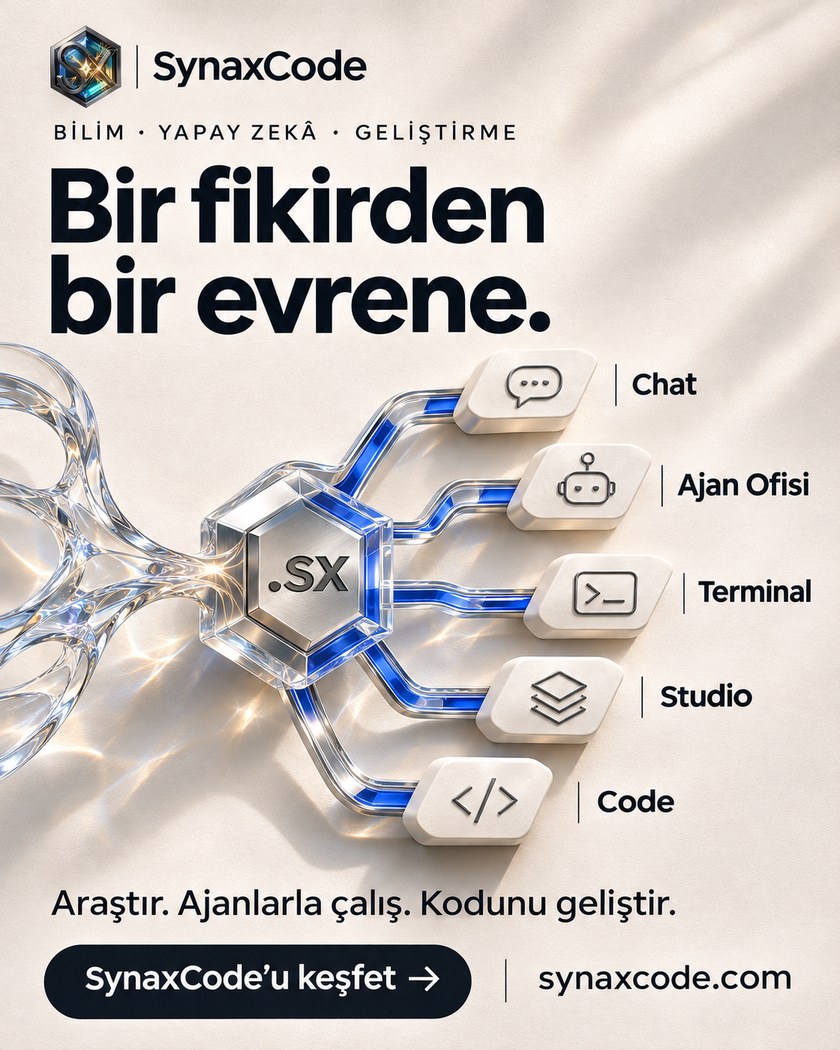 SX
SynaxCode
BİLİM · YAPAY ZEKÂ · GELİŞTİRME
Bir fikirden
bir evrene.
Chat
Ajan Ofisi
.sx
>_
Terminal
Studio
</>
Code
Araştır. Ajanlarla çalış. Kodunu geliştir.
SynaxCode’u keşfet →
synaxcode.com